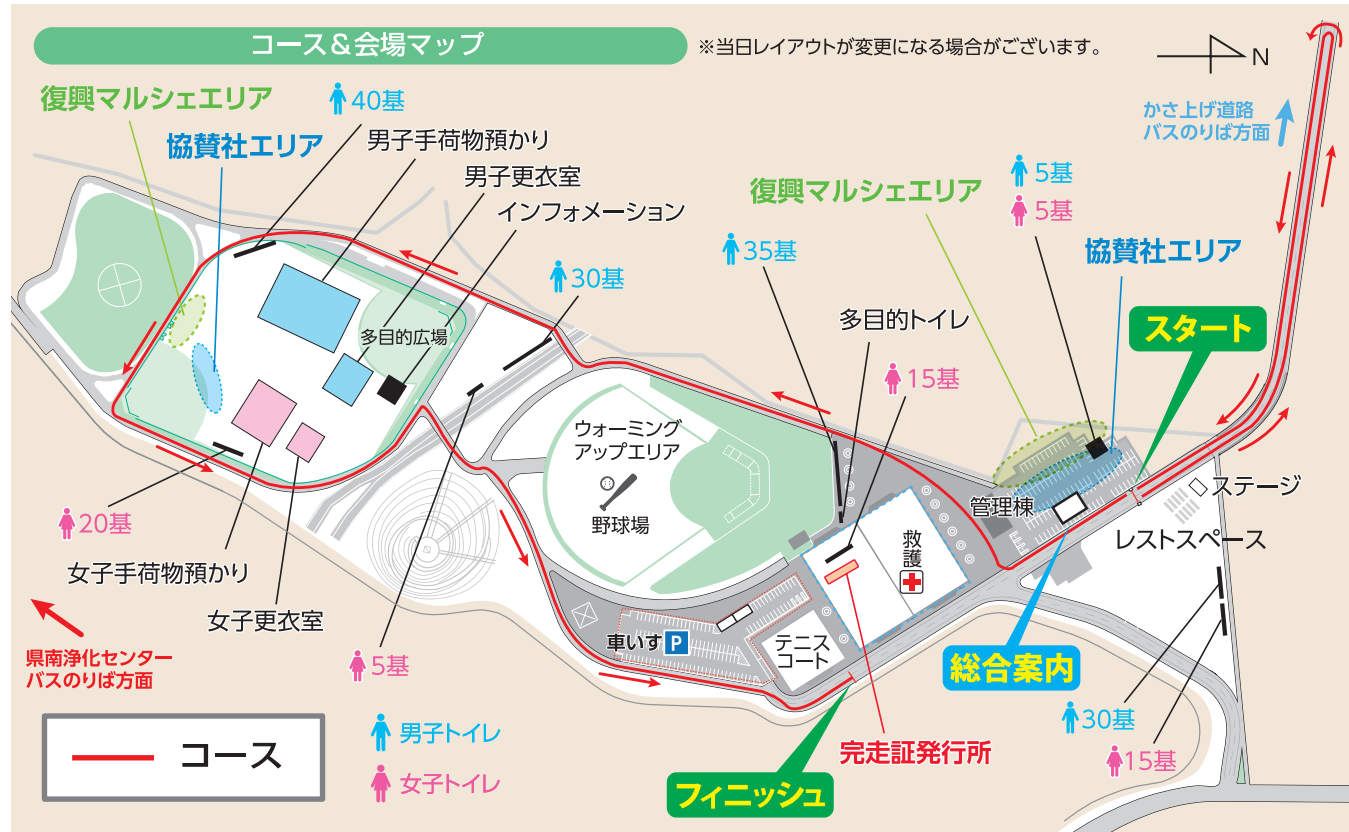 コース&会場マップ
※当日レイアウトが変更になる場合がございます。
N
復興マルシェエリア
40基
協賛社エリア
男子手荷物預かり
男子更衣室
インフォメーション
30基
35基
復興マルシェエリア
5基
5基
かさ上げ道路
バスのりば方面
協賛社エリア
スタート
多目的トイレ
15基
多目的広場
ウォーミング
アップエリア
野球場
管理棟
救護
ステージ
レストスペース
20基
女子手荷物預かり
女子更衣室
県南浄化センター
バスのりば方面
5基
車いす P
テニス
コート
総合案内
30基
15基
完走証発行所
フィニッシュ
コース
男子トイレ
女子トイレ